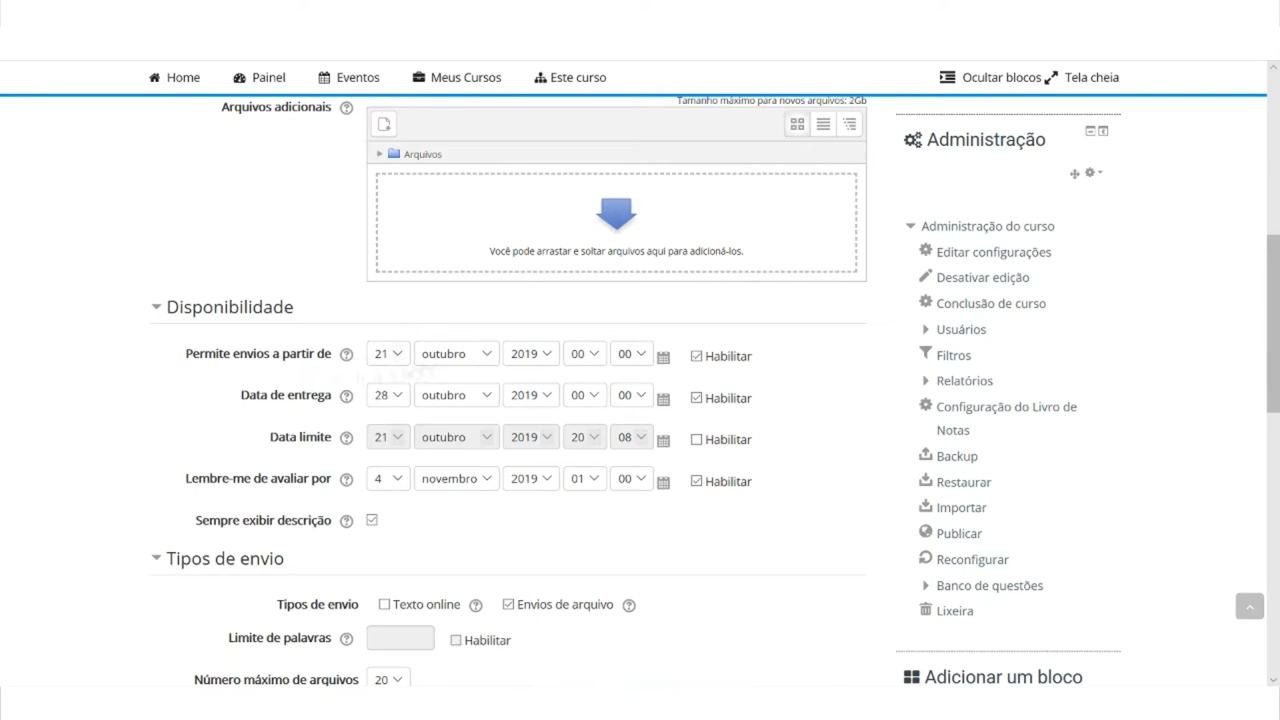 Home Painel Eventos Meus Cursos Este curso Ocultar blocos Tela cheia
Arquivos adicionais
Tamanho máximo para novos arquivos: 2Gb
Arquivos
Você pode arrastar e soltar arquivos aqui para adicioná-los.
Disponibilidade
Permite envios a partir de 21 outubro 2019 00 00 Habilitar
Data de entrega 28 outubro 2019 00 00 Habilitar
Data limite 21 outubro 2019 20 08 Habilitar
Lembre-me de avaliar por 4 novembro 2019 01 00 Habilitar
Sempre exibir descrição
Tipos de envio
Tipos de envio Texto online Envios de arquivo
Limite de palavras Habilitar
Número máximo de arquivos 20
Administração
Administração do curso
Editar configurações
Desativar edição
Conclusão de curso
Usuários
Filtros
Relatórios
Configuração do Livro de
Notas
Backup
Restaurar
Importar
Publicar
Reconfigurar
Banco de questões
Lixeira
Adicionar um bloco